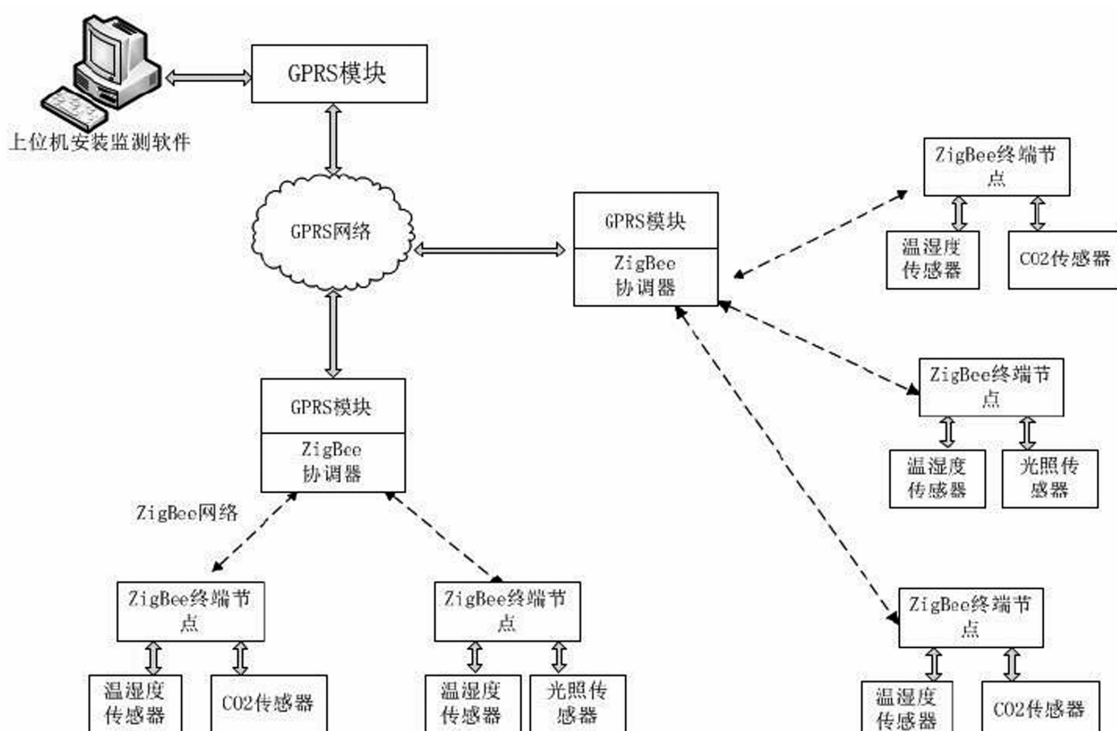 GPRS模块
上位机安装监测软件
GPRS网络
GPRS模块
ZigBee
协调器
ZigBee终端节
点
温湿度
传感器
CO2传感器
ZigBee终端节
点
温湿度
传感器
光照传
感器
ZigBee终端节
点
温湿度
传感器
CO2传感器
GPRS模块
ZigBee
协调器
ZigBee网络
ZigBee终端节
点
温湿度
传感器
CO2传感器
ZigBee终端节
点
温湿度
传感器
光照传
感器